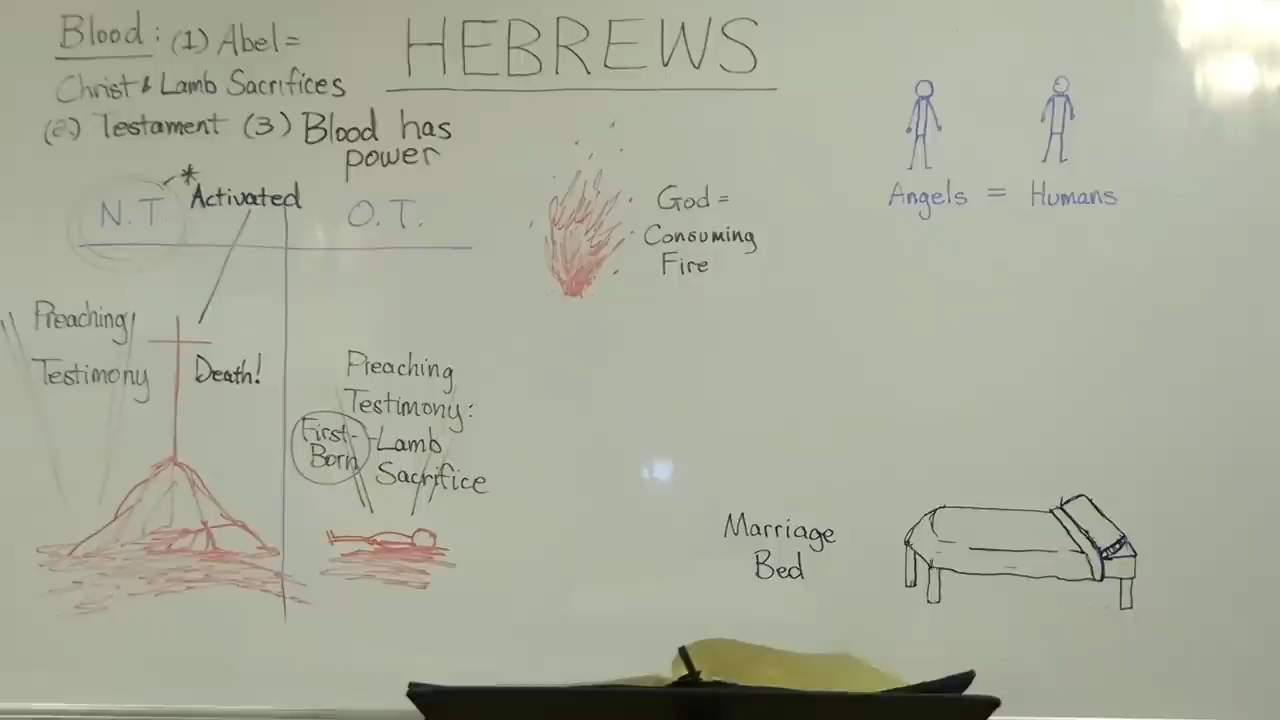 HEBREWS
Blood: (1) Abel =
Christ & Lamb Sacrifices
(2) Testament (3) Blood has
power
*Activated
N.T. O.T.
Preaching
Testimony
Death!
Preaching
Testimony:
First-
Born
-Lamb
Sacrifice
God =
Consuming
Fire
Angels = Humans
Marriage
Bed